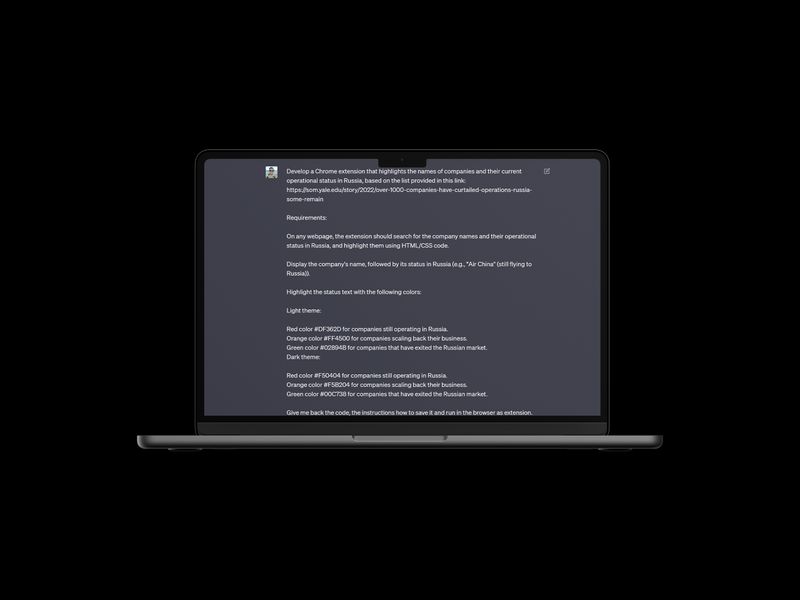 Develop a Chrome extension that highlights the names of companies and their current
operational status in Russia, based on the list provided in this link:
https://som.yale.edu/story/2022/over-1000-companies-have-curtailed-operations-russia-
some-remain
Requirements:
On any webpage, the extension should search for the company names and their operational
status in Russia, and highlight them using HTML/CSS code.
Display the company's name, followed by its status in Russia (e.g., "Air China" (still flying to
Russia)).
Highlight the status text with the following colors:
Light theme:
Red color #DF362D for companies still operating in Russia.
Orange color #FF4500 for companies scaling back their business.
Green color #02894B for companies that have exited the Russian market.
Dark theme:
Red color #F50404 for companies still operating in Russia.
Orange color #F5B204 for companies scaling back their business.
Green color #00C738 for companies that have exited the Russian market.
Give me back the code, the instructions how to save it and run in the browser as extension.